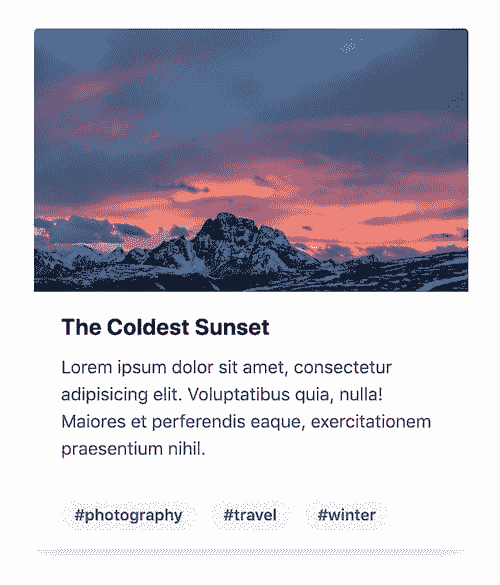 The Coldest Sunset
Lorem ipsum dolor sit amet, consectetur
adipisicing elit. Voluptatibus quia, nulla!
Maiores et perferendis eaque, exercitationem
praesentium nihil.
#photography #travel #winter